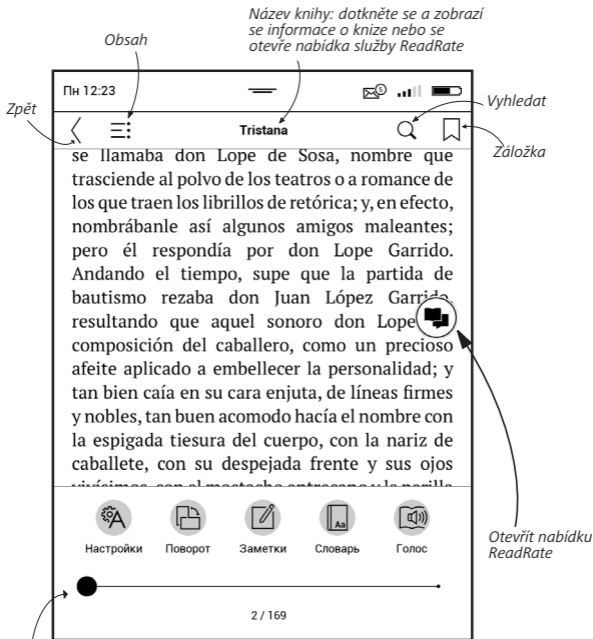 Název knihy: dotkněte se a zobrazí
se informace o knize nebo se
otevře nabídka služby ReadRate
Obsah
Zpět
Vyhledat
Záložka
Пн 12:23
Tristana
se llamaba don Lope de Sosa, nombre que
trasciende al polvo de los teatros o a romance de
los que traen los librillos de retórica; y, en efecto,
nombrábanle así algunos amigos maleantes;
pero él respondía por don Lope Garrido.
Andando el tiempo, supe que la partida de
bautismo rezaba don Juan López Garrido,
resultando que aquel sonoro don Lope
composición del caballero, como un precioso
afeite aplicado a embellecer la personalidad; y
tan bien caía en su cara enjuta, de líneas firmes
y nobles, tan buen acomodo hacía el nombre con
la espigada tiesura del cuerpo, con la nariz de
caballete, con su despejada frente y sus ojos
Otevřít nabídku
ReadRate
Aa
Настройки Поворот Заметки Словарь Голос
2 / 169